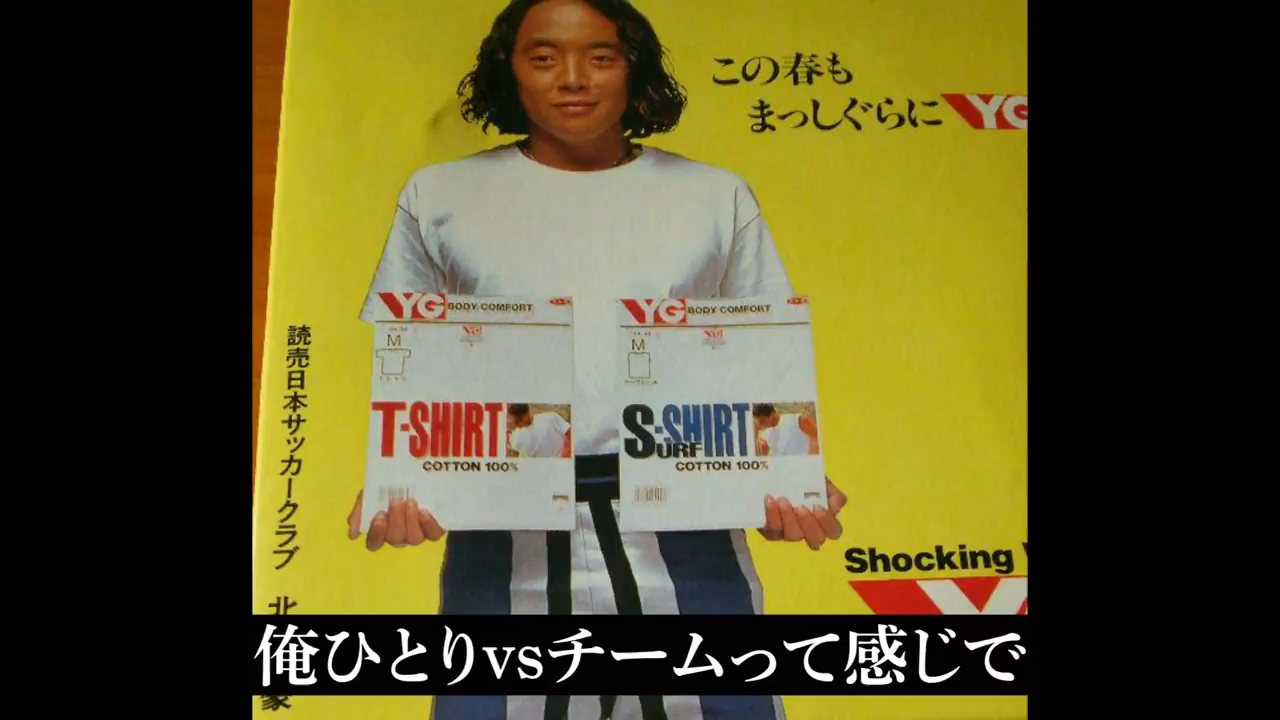 この春も
まっしぐらに YG
YG BODY COMFORT
M
T-SHIRT
COTTON 100%
YG BODY COMFORT
M
SURF-SHIRT
COTTON 100%
読売日本サッカークラブ 北
豪
Shocking
俺ひとりvsチームって感じで